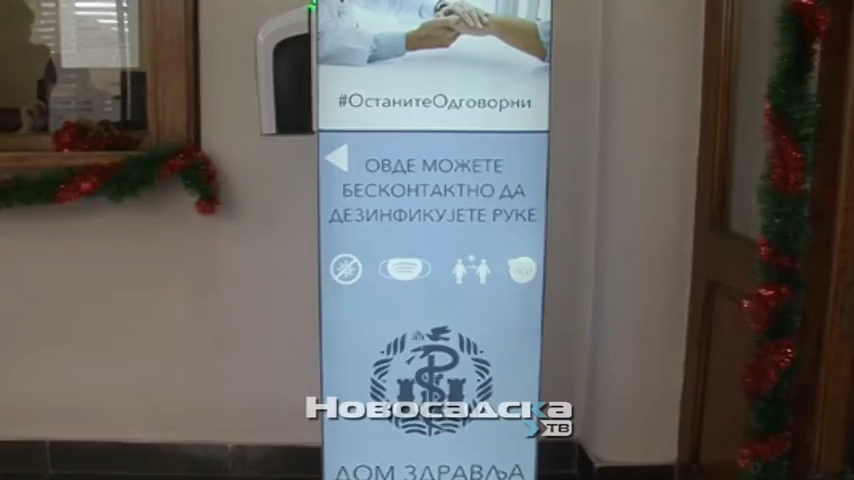 #ОстанитеОдговорни
ОВДЕ МОЖЕТЕ
БЕСКОНТАКТНО ДА
ДЕЗИНФИКУЈЕТЕ РУКЕ
НОВОСАДСКА
ТВ
ДОМ ЗДРАВЉА